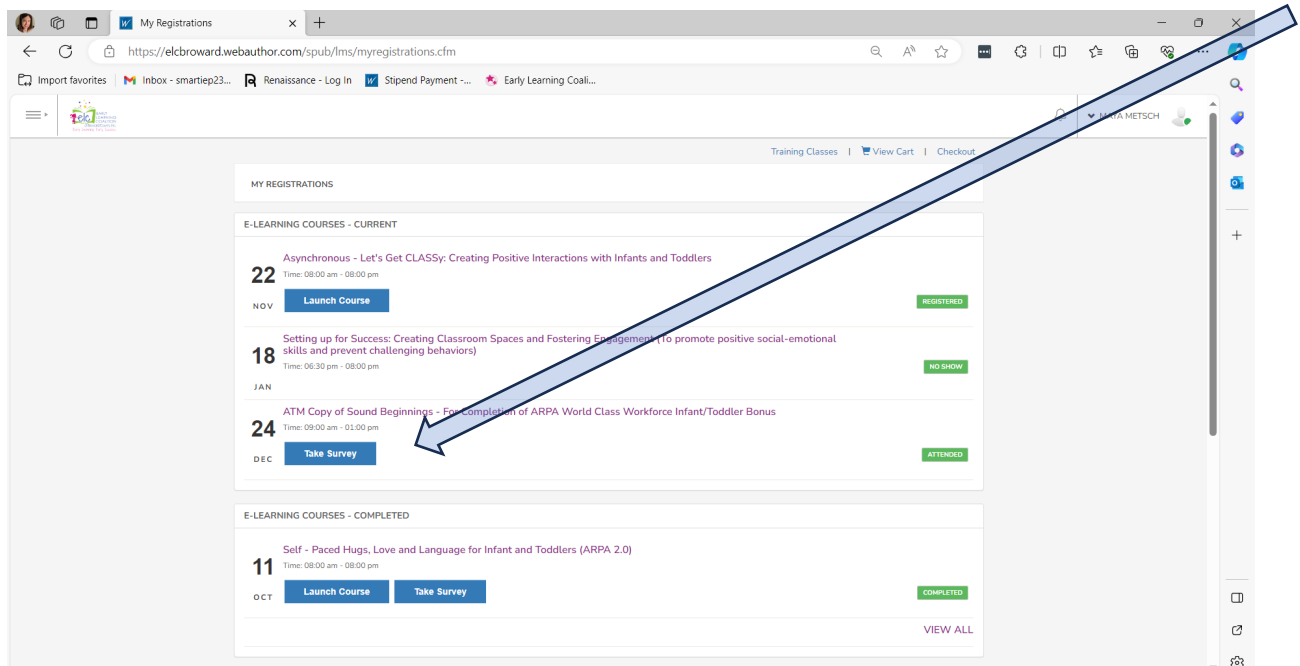 My Registrations
https://elcbroward.webauthor.com/spub/lms/myregistrations.cfm
Import favorites
Inbox - smartiep23...
Renaissance - Log In
Stipend Payment -...
Early Learning Coali...
elc EARLY
LEARNING
COALITION
METSCH
Training Classes | View Cart | Checkout
MY REGISTRATIONS
E-LEARNING COURSES - CURRENT
Asynchronous - Let's Get CLASSy: Creating Positive Interactions with Infants and Toddlers
22
Time: 08:00 am - 08:00 pm
NOV
Launch Course
REGISTERED
Setting up for Success: Creating Classroom Spaces and Fostering Engagement (To promote positive social-emotional
skills and prevent challenging behaviors)
18
Time: 06:30 pm - 08:00 pm
JAN
NO SHOW
ATM Copy of Sound Beginnings - For Completion of ARPA World Class Workforce Infant/Toddler Bonus
24
Time: 09:00 am - 01:00 pm
DEC
Take Survey
ATTENDED
E-LEARNING COURSES - COMPLETED
Self - Paced Hugs, Love and Language for Infant and Toddlers (ARPA 2.0)
11
Time: 08:00 am - 08:00 pm
OCT
Launch Course
Take Survey
COMPLETED
VIEW ALL